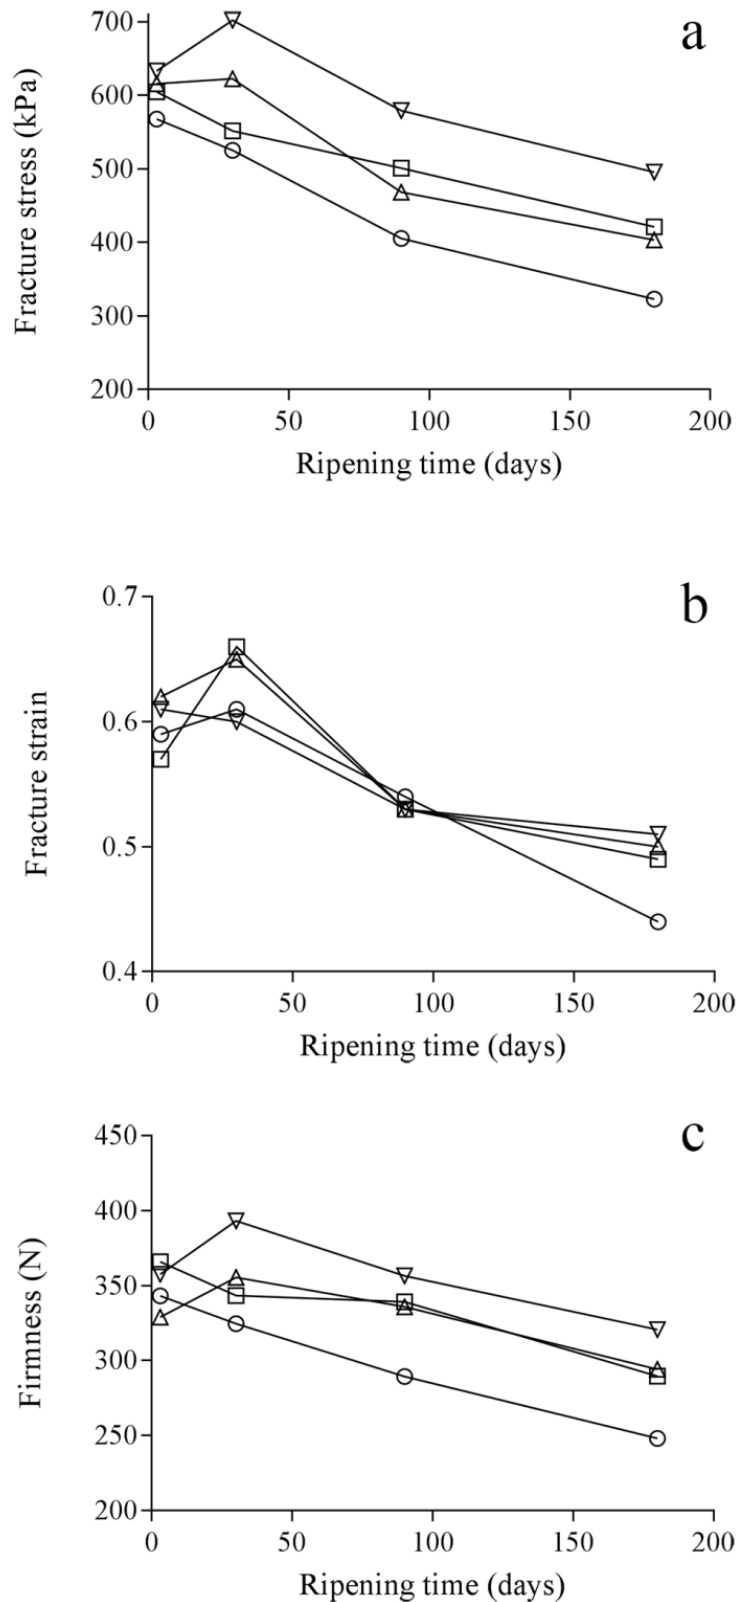 a
700
600
500
400
300
200
Fracture stress (kPa)
0 50 100 150 200
Ripening time (days)
b
0.7
0.6
0.5
0.4
Fracture strain
0 50 100 150 200
Ripening time (days)
c
450
400
350
300
250
200
Firmness (N)
0 50 100 150 200
Ripening time (days)